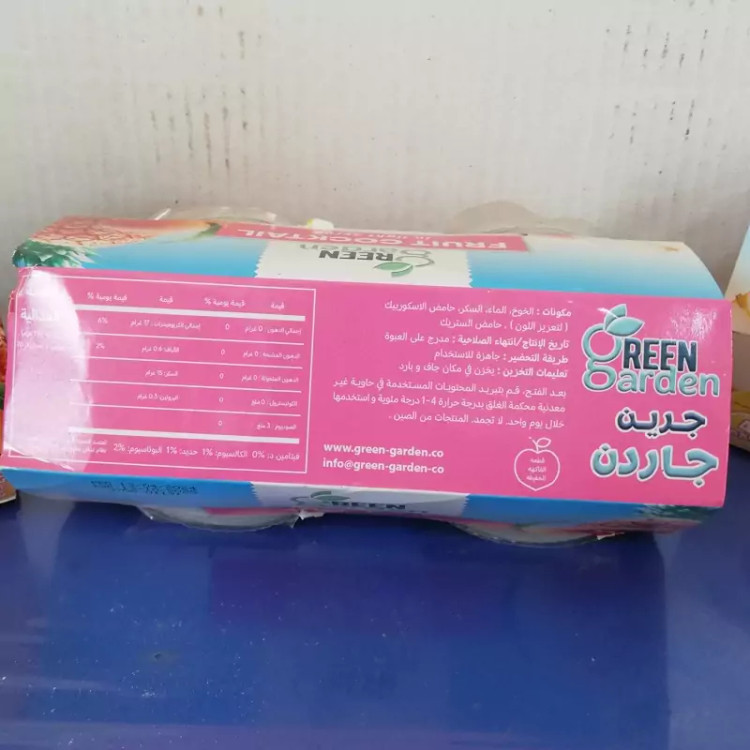 FRUIT COCKTAIL
GREEN
garden
مكونات : الخوخ، الماء، السكر، حامض الاسكوربيك
( لتعزيز اللون ) . حامض الستريك
تاريخ الإنتاج/انتهاء الصلاحية : مدرج على العبوة
طريقة التحضير : جاهزة للاستخدام
تعليمات التخزين : يخزن في مكان جاف و بارد
بعد الفتح، قم بتبريد المحتويات المستخدمة في حاوية غير
معدنية محكمة الغلق بدرجة حرارة 4-1 درجة مئوية و استخدمها
خلال يوم واحد. لا تجمد. المنتجات من الصين .
www.green-garden.co
info@green-garden-co
GREEN
garden
جرين
جاردن
قطعة
الفاكهة
الحقيقة
قيمة قيمة يومية % قيمة قيمة يومية %
إجمالي الدهون: 0 غرام 0 إجمالي الكربوهيدرات: 17 غرام 6%
الدهون المشبعة: 0 غرام 0 الألياف: 0.6 غرام 2%
الدهون المتحولة: 0 غرام 0 السكر: 15 غرام
الكوليسترول: 0 ملغ 0 البروتين: 0.3 غرام
الصوديوم: 5 ملغ 0
فيتامين د: 0% الكالسيوم: 1% حديد: 1% البوتاسيوم: 2%
GREEN